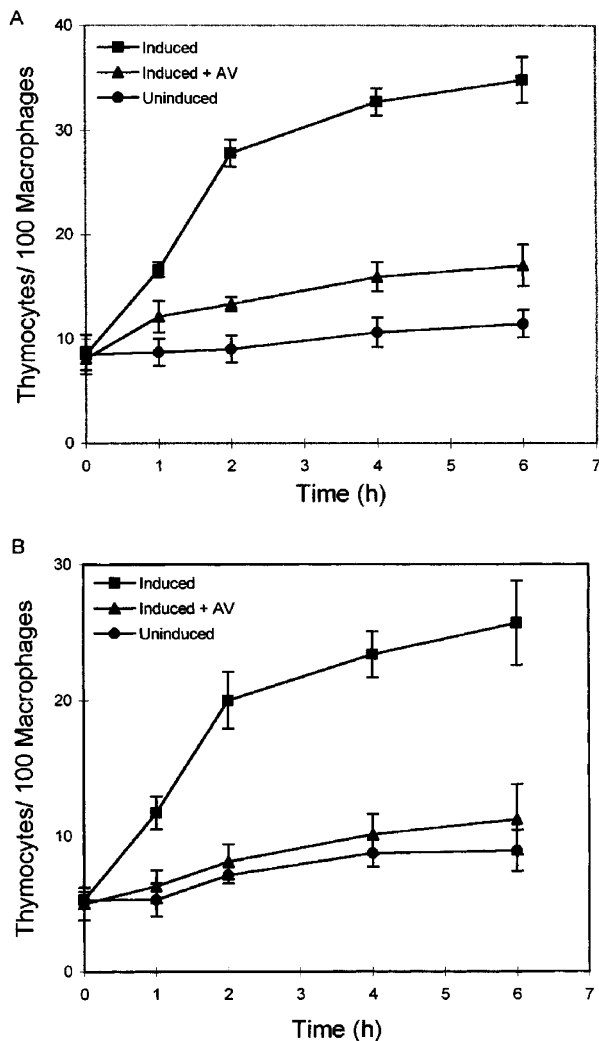 A
40
30
20
10
0
Induced
Induced + AV
Uninduced
Thymocytes/ 100 Macrophages
0 1 2 3 4 5 6 7
Time (h)
B
30
20
10
0
Induced
Induced + AV
Uninduced
Thymocytes/ 100 Macrophages
0 1 2 3 4 5 6 7
Time (h)